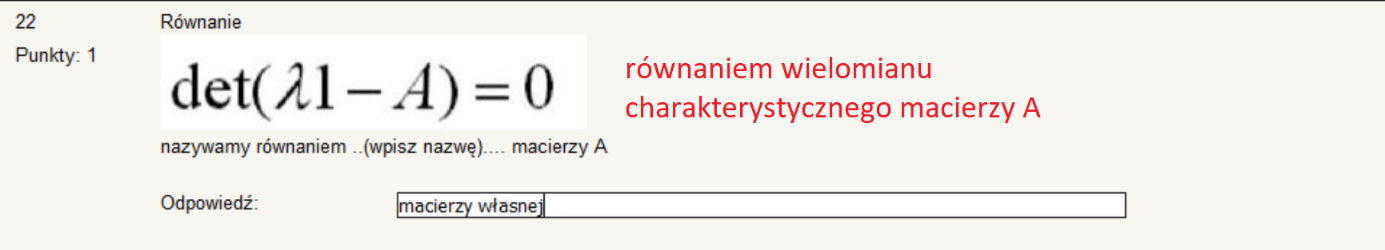 22
Równanie
Punkty: 1
det(λ1 – A) = 0
równaniem wielomianu
charakterystycznego macierzy A
nazywamy równaniem ..(wpisz nazwę).... macierzy A
Odpowiedź:
macierzy własnej